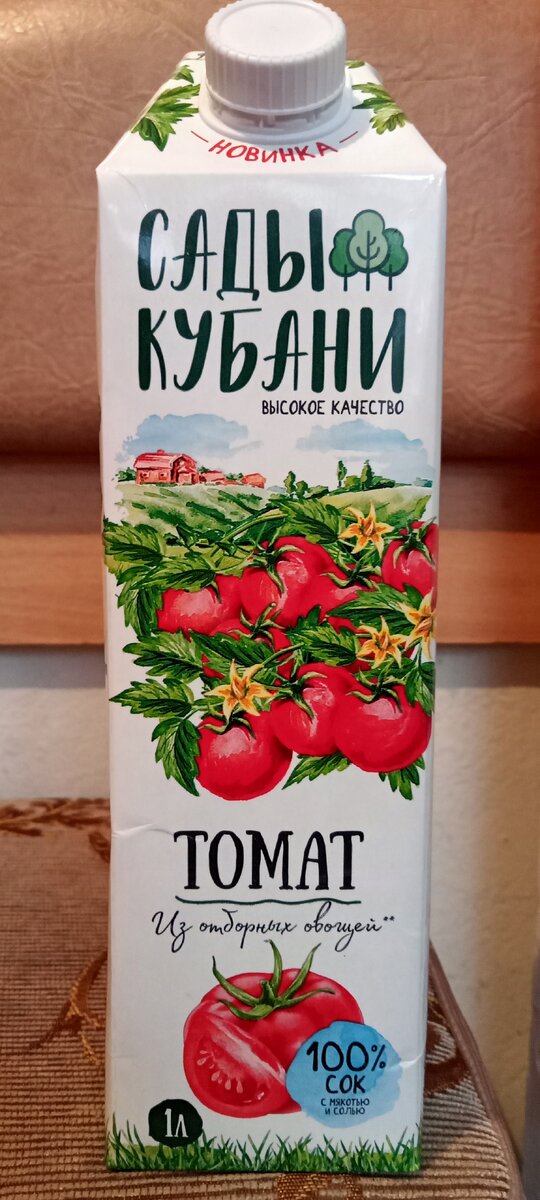 НОВИНКА
САДЫ
КУБАНИ
ВЫСОКОЕ КАЧЕСТВО
ТОМАТ
Из отборных овощей**
100%
СОК
С МЯКОТЬЮ
И СОЛЬЮ
1л